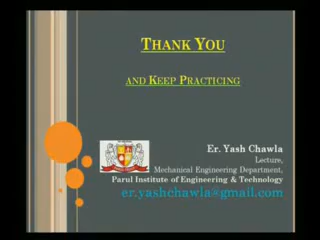 THANK YOU
AND KEEP PRACTICING
Er. Yash Chawla
Lecture,
Mechanical Engineering Department,
Parul Institute of Engineering & Technology
er.yashchawla@gmail.com